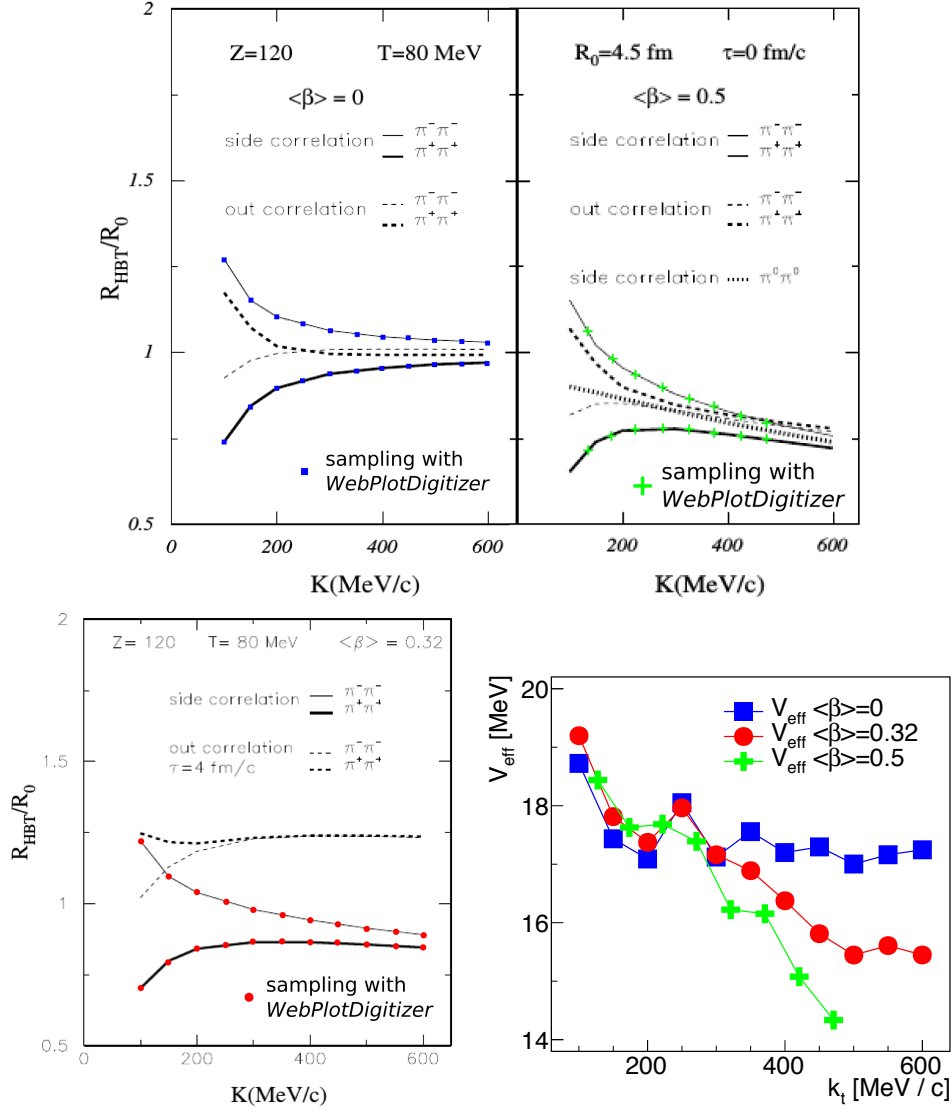 2
Z=120 T=80 MeV
<β> = 0
side correlation π⁻π⁻
π⁺π⁺
out correlation π⁻π⁻
π⁺π⁺
1.5
R_HBT/R_0
1
0.5
sampling with
WebPlotDigitizer
0 200 400 600
K(MeV/c)
R_0=4.5 fm τ=0 fm/c
<β> = 0.5
side correlation π⁻π⁻
π⁺π⁺
out correlation π⁻π⁻
π⁺π⁺
side correlation π⁰π⁰
sampling with
WebPlotDigitizer
200 400 600
K(MeV/c)
2
Z= 120 T= 80 MeV <β> = 0.32
side correlation π⁻π⁻
π⁺π⁺
out correlation π⁻π⁻
τ=4 fm/c π⁺π⁺
1.5
R_HBT/R_0
1
0.5
sampling with
WebPlotDigitizer
0 200 400 600
K(MeV/c)
V_eff [MeV]
20
18
16
14
V_eff <β>=0
V_eff <β>=0.32
V_eff <β>=0.5
200 400 600
k_t [MeV / c]